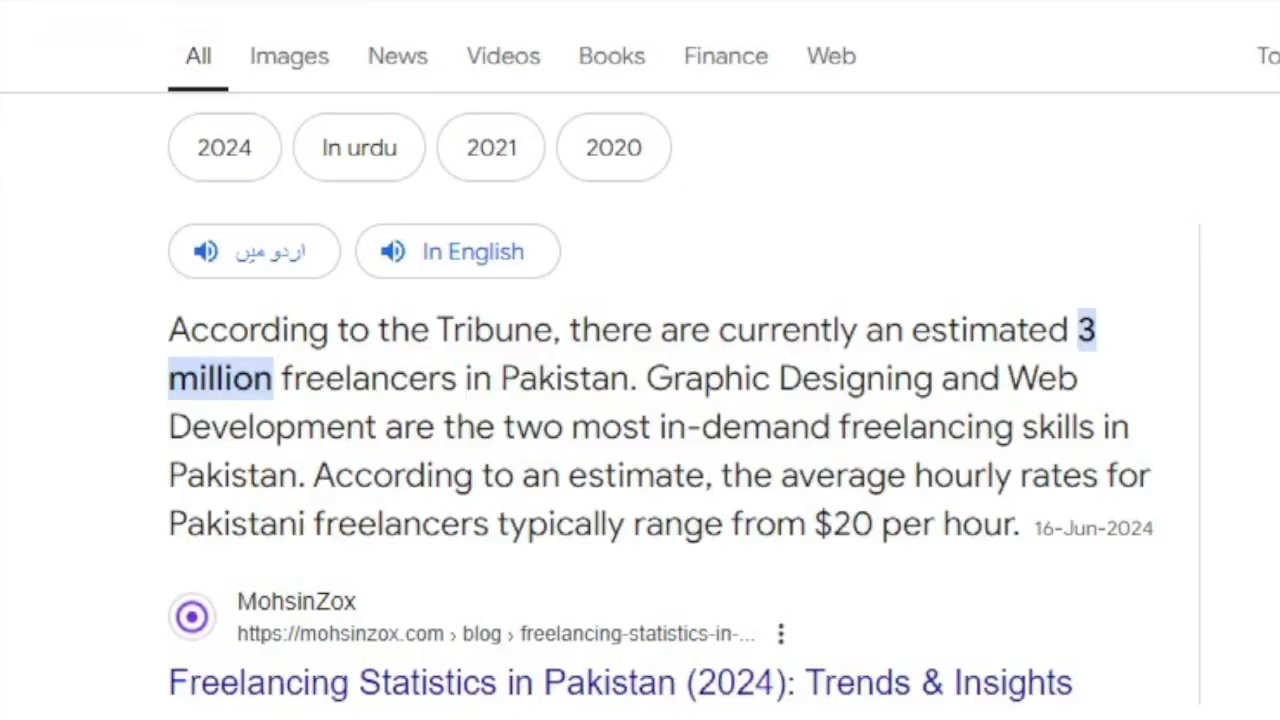 All Images News Videos Books Finance Web To
2024 In urdu 2021 2020
اردو میں In English
According to the Tribune, there are currently an estimated 3
million freelancers in Pakistan. Graphic Designing and Web
Development are the two most in-demand freelancing skills in
Pakistan. According to an estimate, the average hourly rates for
Pakistani freelancers typically range from $20 per hour. 16-Jun-2024
MohsinZox
https://mohsinzox.com › blog › freelancing-statistics-in-...
Freelancing Statistics in Pakistan (2024): Trends & Insights